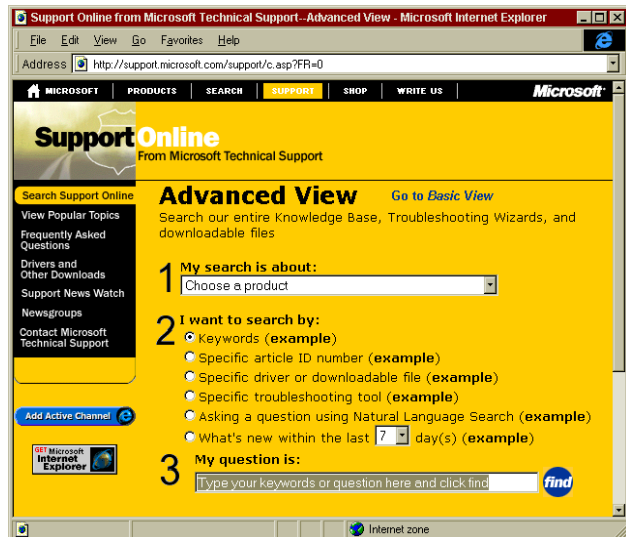 Support Online from Microsoft Technical Support--Advanced View - Microsoft Internet Explorer
File Edit View Go Favorites Help
Address http://support.microsoft.com/support/c.asp?FR=0
MICROSOFT PRODUCTS SEARCH SUPPORT SHOP WRITE US Microsoft
Support Online
From Microsoft Technical Support
Search Support Online
View Popular Topics
Frequently Asked
Questions
Drivers and
Other Downloads
Support News Watch
Newsgroups
Contact Microsoft
Technical Support
Add Active Channel
GET Microsoft
Internet
Explorer
Advanced View Go to Basic View
Search our entire Knowledge Base, Troubleshooting Wizards, and
downloadable files
1 My search is about:
Choose a product
2 I want to search by:
Keywords (example)
Specific article ID number (example)
Specific driver or downloadable file (example)
Specific troubleshooting tool (example)
Asking a question using Natural Language Search (example)
What's new within the last 7 day(s) (example)
3 My question is:
Type your keywords or question here and click find find
Internet zone